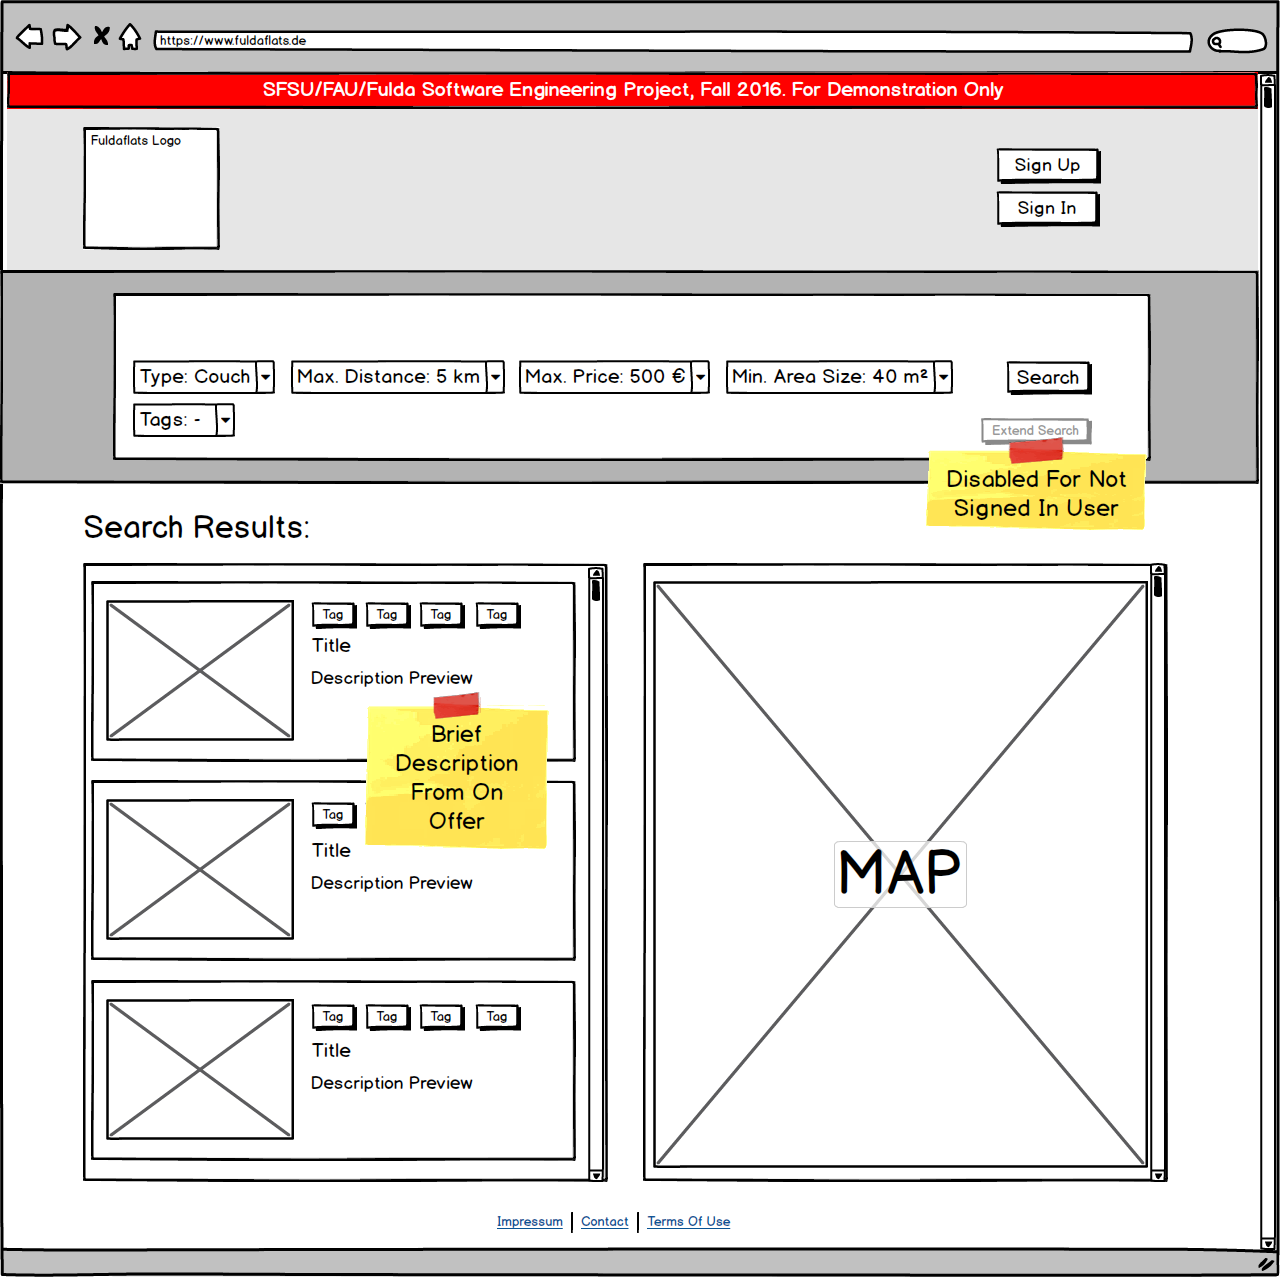 https://www.fuldaflats.de
SFSU/FAU/Fulda Software Engineering Project, Fall 2016. For Demonstration Only
Fuldaflats Logo
Sign Up
Sign In
Type: Couch
Max. Distance: 5 km
Max. Price: 500 €
Min. Area Size: 40 m²
Search
Tags: -
Extend Search
Disabled For Not
Signed In User
Search Results:
Tag Tag Tag Tag
Title
Description Preview
Brief
Description
From On
Offer
Tag
Title
Description Preview
Tag Tag Tag Tag
Title
Description Preview
MAP
Impressum
Contact
Terms Of Use